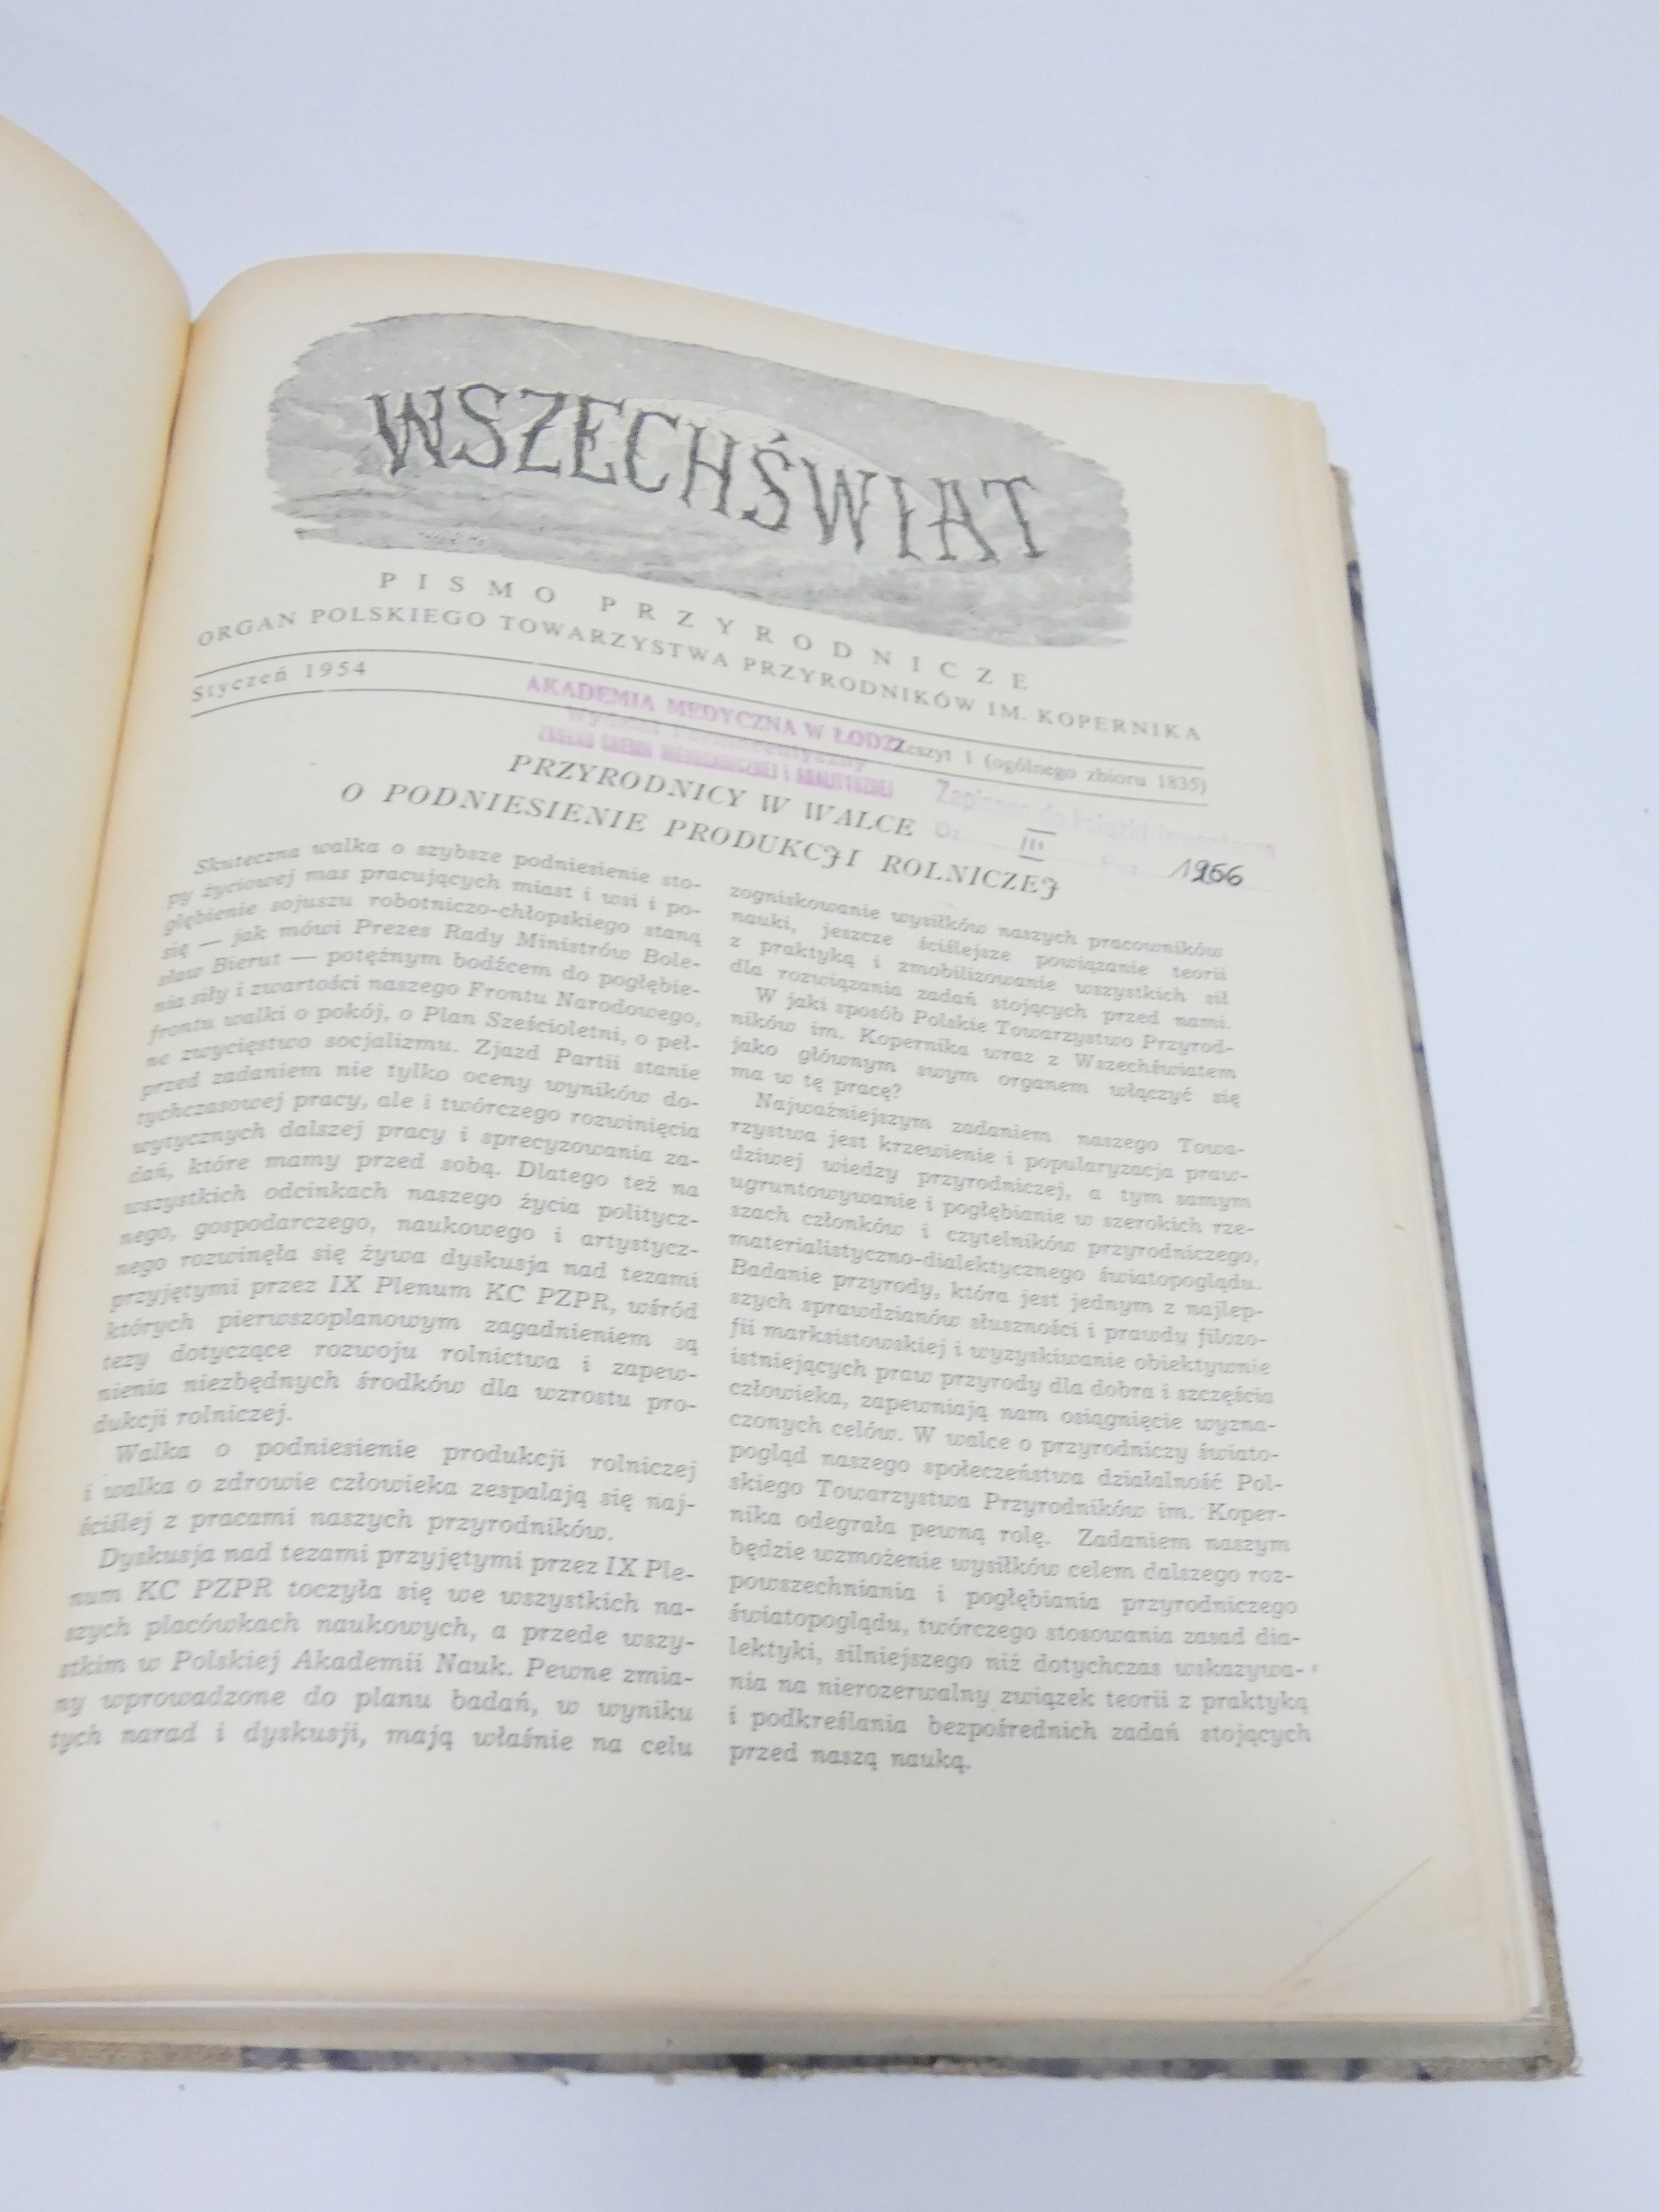 WSZECHŚWIAT
PISMO PRZYRODNICZE
ORGAN POLSKIEGO TOWARZYSTWA PRZYRODNIKÓW IM. KOPERNIKA
Styczeń 1954
Zeszyt 1 (ogólnego zbioru 1835)
AKADEMIA MEDYCZNA W ŁODZI
Wydział Farmaceutyczny
ZAKŁAD CHEMII NIEORGANICZNEJ I ANALITYCZNEJ
Zapisano do książki inwentarza
Dz. III Poz. 1966
PRZYRODNICY W WALCE
O PODNIESIENIE PRODUKCJI ROLNICZEJ
Skuteczna walka o szybsze podniesienie sto-
py życiowej mas pracujących miast i wsi i po-
głębienie sojuszu robotniczo-chłopskiego staną
się — jak mówi Prezes Rady Ministrów Bole-
sław Bierut — potężnym bodźcem do pogłębie-
nia siły i zwartości naszego Frontu Narodowego,
frontu walki o pokój, o Plan Sześcioletni, o peł-
ne zwycięstwo socjalizmu. Zjazd Partii stanie
przed zadaniem nie tylko oceny wyników do-
tychczasowej pracy, ale i twórczego rozwinięcia
wytycznych dalszej pracy i sprecyzowania za-
dań, które mamy przed sobą. Dlatego też na
wszystkich odcinkach naszego życia politycz-
nego, gospodarczego, naukowego i artystycz-
nego rozwinęła się żywa dyskusja nad tezami
przyjętymi przez IX Plenum KC PZPR, wśród
których pierwszoplanowym zagadnieniem są
tezy dotyczące rozwoju rolnictwa i zapew-
nienia niezbędnych środków dla wzrostu pro-
dukcji rolniczej.
Walka o podniesienie produkcji rolniczej
i walka o zdrowie człowieka zespalają się naj-
ściślej z pracami naszych przyrodników.
Dyskusja nad tezami przyjętymi przez IX Ple-
num KC PZPR toczyła się we wszystkich na-
szych placówkach naukowych, a przede wszy-
stkim w Polskiej Akademii Nauk. Pewne zmia-
ny wprowadzone do planu badań, w wyniku
tych narad i dyskusji, mają właśnie na celu
zogniskowanie wysiłków naszych pracowników
nauki, jeszcze ściślejsze powiązanie teorii
z praktyką i zmobilizowanie wszystkich sił
dla rozwiązania zadań stojących przed nami.
W jaki sposób Polskie Towarzystwo Przyrod-
ników im. Kopernika wraz z Wszechświatem
jako głównym swym organem włączyć się
ma w tę pracę?
Najważniejszym zadaniem naszego Towa-
rzystwa jest krzewienie i popularyzacja praw-
dziwej wiedzy przyrodniczej, a tym samym
ugruntowywanie i pogłębianie w szerokich rze-
szach członków i czytelników przyrodniczego,
materialistyczno-dialektycznego światopoglądu.
Badanie przyrody, która jest jednym z najlep-
szych sprawdzianów słuszności i prawdy filozo-
fii marksistowskiej i wyzyskiwanie obiektywnie
istniejących praw przyrody dla dobra i szczęścia
człowieka, zapewniają nam osiągnięcie wyzna-
czonych celów. W walce o przyrodniczy świato-
pogląd naszego społeczeństwa działalność Pol-
skiego Towarzystwa Przyrodników im. Koper-
nika odegrała pewną rolę. Zadaniem naszym
będzie wzmożenie wysiłków celem dalszego roz-
powszechniania i pogłębiania przyrodniczego
światopoglądu, twórczego stosowania zasad dia-
lektyki, silniejszego niż dotychczas wskazywa-
nia na nierozerwalny związek teorii z praktyką
i podkreślania bezpośrednich zadań stojących
przed naszą nauką.